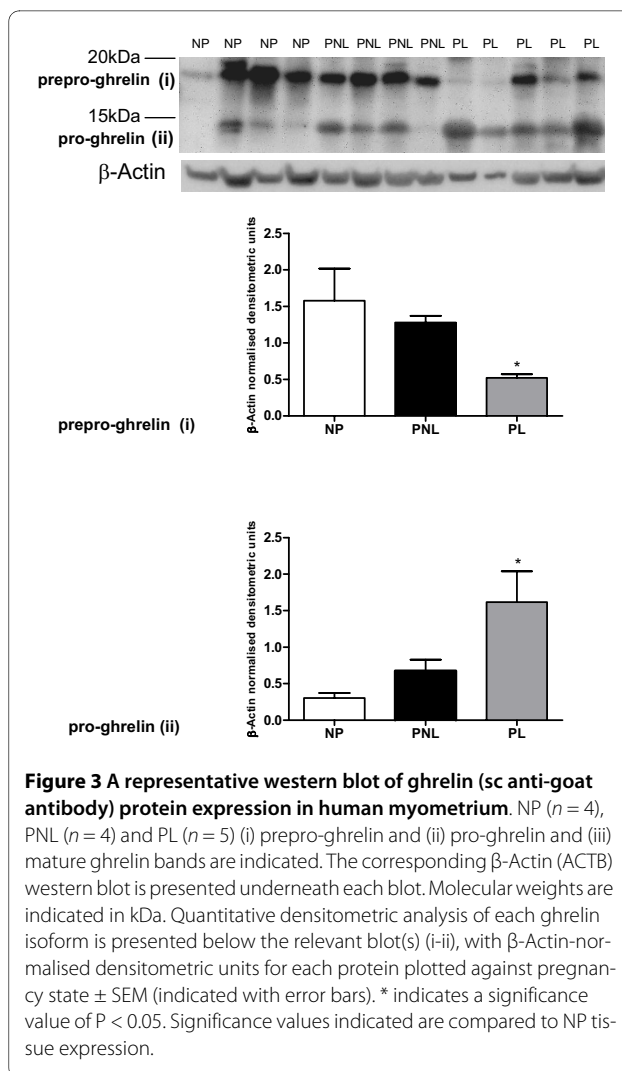 NP NP NP NP PNL PNL PNL PNL PL PL PL PL PL
20kDa
prepro-ghrelin (i)
15kDa
pro-ghrelin (ii)
β-Actin
β-Actin normalised densitometric units
2.5
2.0
1.5
1.0
0.5
0.0
*
NP PNL PL
prepro-ghrelin (i)
β-Actin normalised densitometric units
2.5
2.0
1.5
1.0
0.5
0.0
*
NP PNL PL
pro-ghrelin (ii)
Figure 3 A representative western blot of ghrelin (sc anti-goat
antibody) protein expression in human myometrium. NP (n = 4),
PNL (n = 4) and PL (n = 5) (i) prepro-ghrelin and (ii) pro-ghrelin and (iii)
mature ghrelin bands are indicated. The corresponding β-Actin (ACTB)
western blot is presented underneath each blot. Molecular weights are
indicated in kDa. Quantitative densitometric analysis of each ghrelin
isoform is presented below the relevant blot(s) (i-ii), with β-Actin-nor-
malised densitometric units for each protein plotted against pregnan-
cy state ± SEM (indicated with error bars). * indicates a significance
value of P < 0.05. Significance values indicated are compared to NP tis-
sue expression.